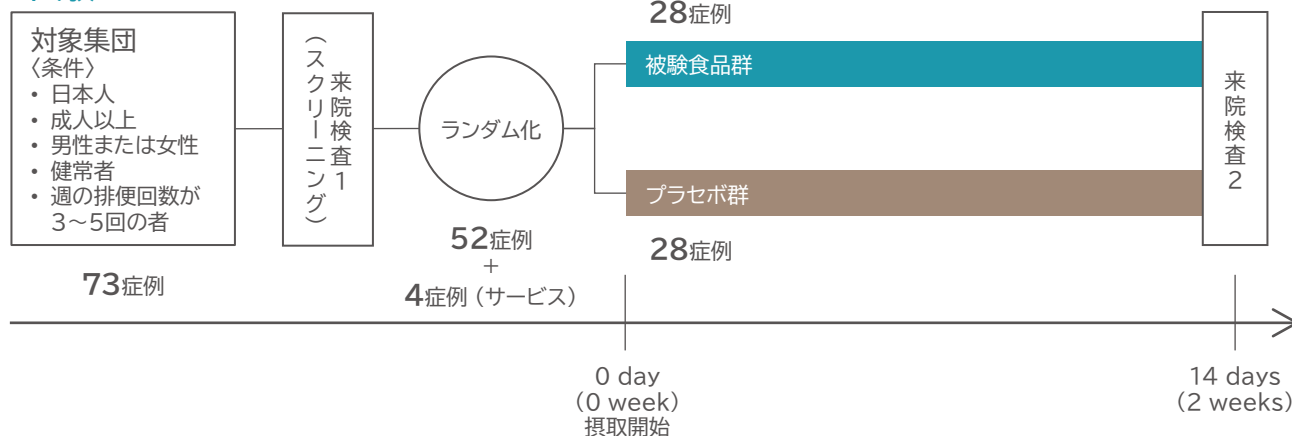 対象集団
〈条件〉
• 日本人
• 成人以上
• 男性または女性
• 健常者
• 週の排便回数が
3〜5回の者
73症例
来院検査1
（スクリーニング）
ランダム化
52症例
+
4症例（サービス）
28症例
被験食品群
プラセボ群
28症例
来院検査2
0 day
(0 week)
摂取開始
14 days
(2 weeks)